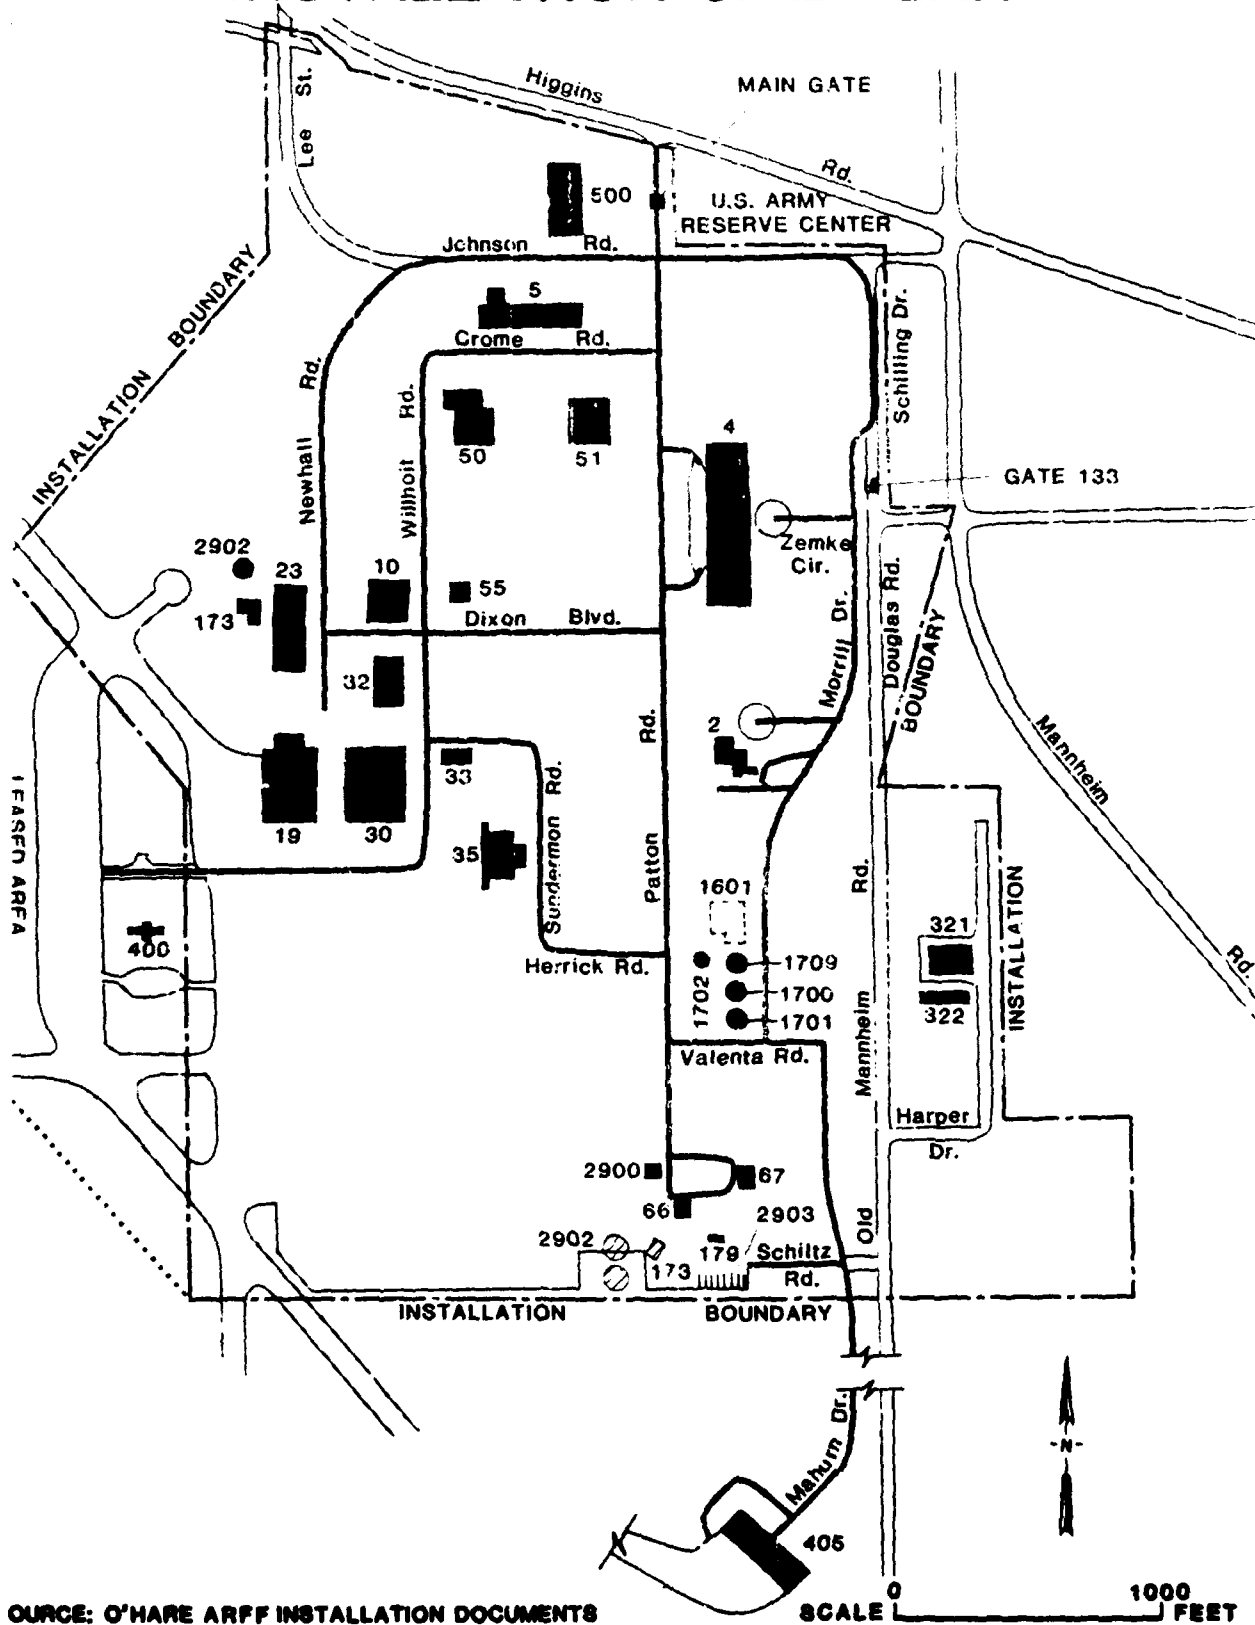 Higgins
MAIN GATE
Lee St.
Rd.
500
U.S. ARMY
RESERVE CENTER
Johnson Rd.
5
Crome Rd.
INSTALLATION BOUNDARY
Newhall Rd.
Willhoit Rd.
Schilling Dr.
50
51
4
GATE 133
2902
23
10
55
173
Zemke
Cir.
Dixon Blvd.
Morrill Dr.
Douglas Rd.
BOUNDARY
32
2
33
Mannheim
Rd.
19
30
35
Sundermon Rd.
Patton Rd.
LEASED AREA
400
1601
Herrick Rd.
1702
1709
1700
1701
321
322
INSTALLATION
Valenta Rd.
Old Mannheim Rd.
Harper
Dr.
2900
67
66
2903
2902
173
179
Schiltz
Rd.
INSTALLATION BOUNDARY
Mahurn Dr.
-N-
405
OURCE: O'HARE ARFF INSTALLATION DOCUMENTS
SCALE
0
1000
FEET